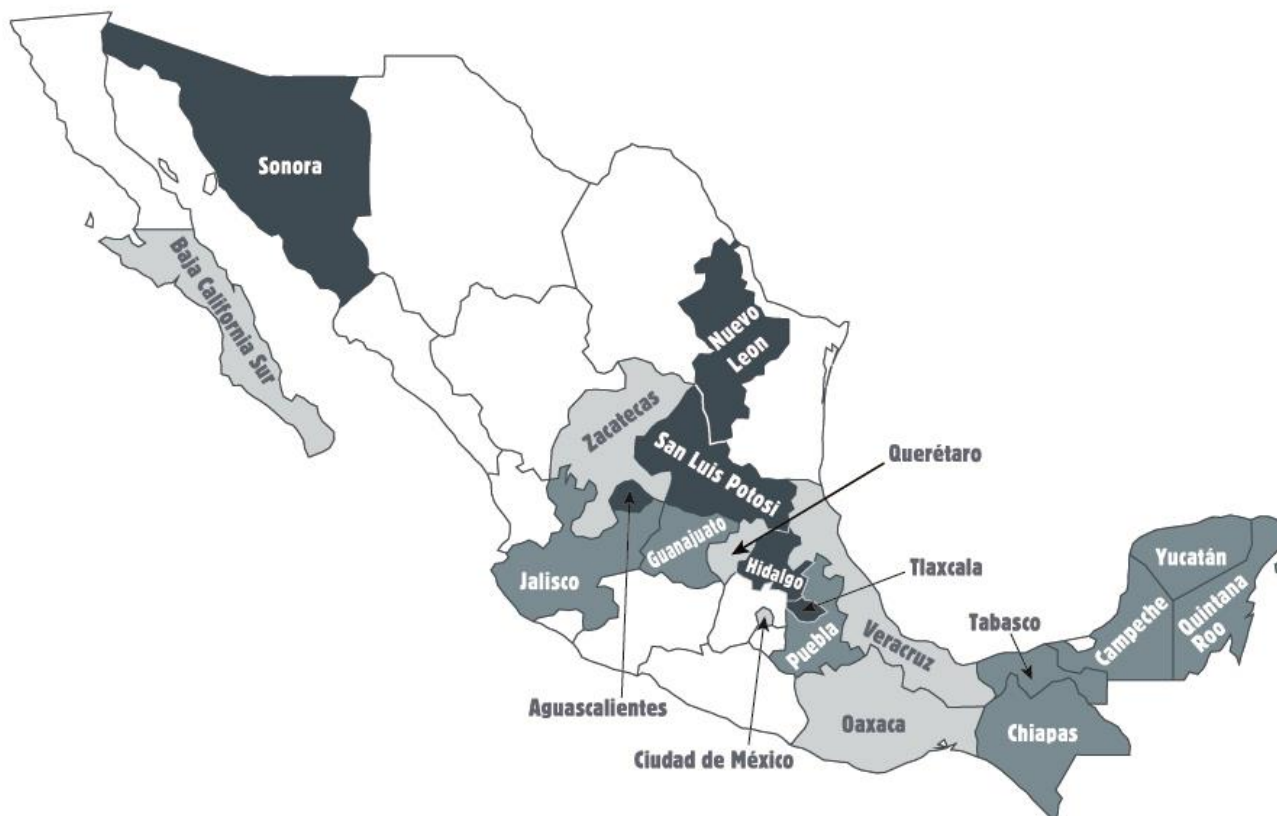 Sonora
Baja California Sur
Nuevo
Leon
Zacatecas
San Luis Potosi
Querétaro
Guanajuato
Hidalgo
Jalisco
Tlaxcala
Yucatán
Quintana
Roo
Campeche
Tabasco
Puebla
Veracruz
Aguascalientes
Oaxaca
Chiapas
Ciudad de México